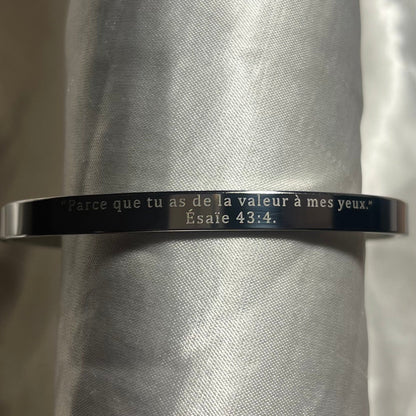 "Parce que tu as de la valeur à mes yeux."
Ésaïe 43:4.